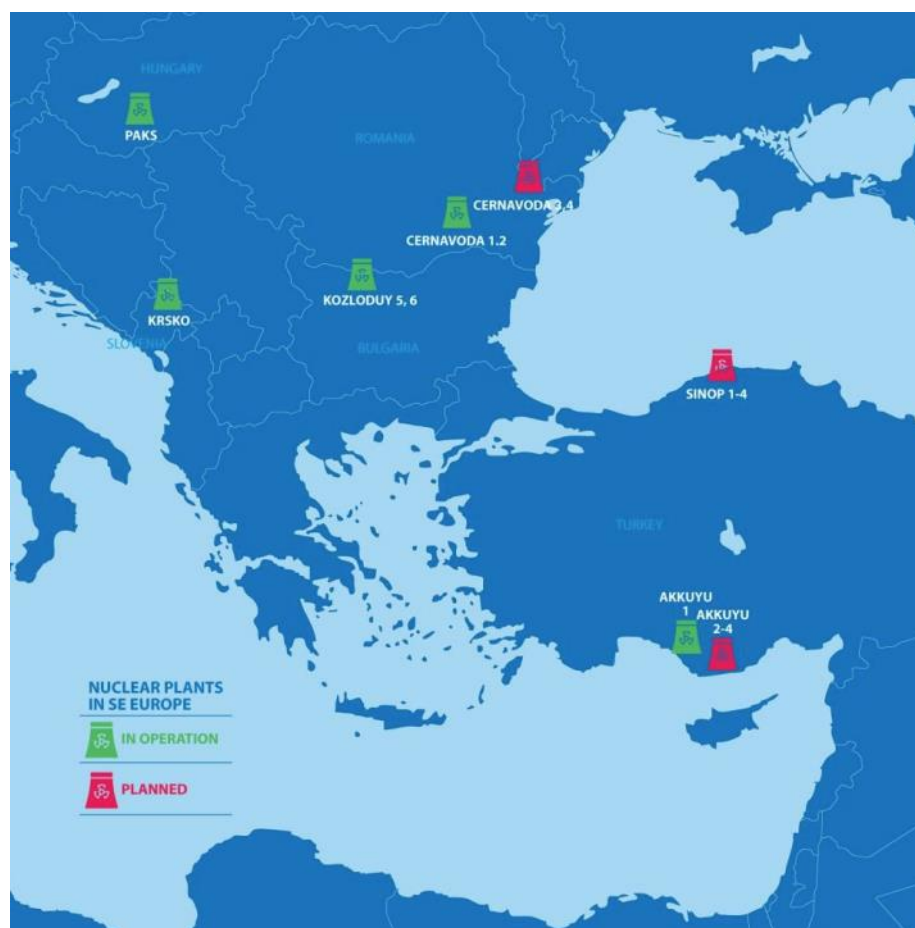 HUNGARY
PAKS
ROMANIA
CERNAVODA 3,4
CERNAVODA 1.2
KOZLODUY 5, 6
KRSKO
SLOVENIA
BULGARIA
SINOP 1-4
TURKEY
AKKUYU
1
AKKUYU
2-4
NUCLEAR PLANTS
IN SE EUROPE
IN OPERATION
PLANNED